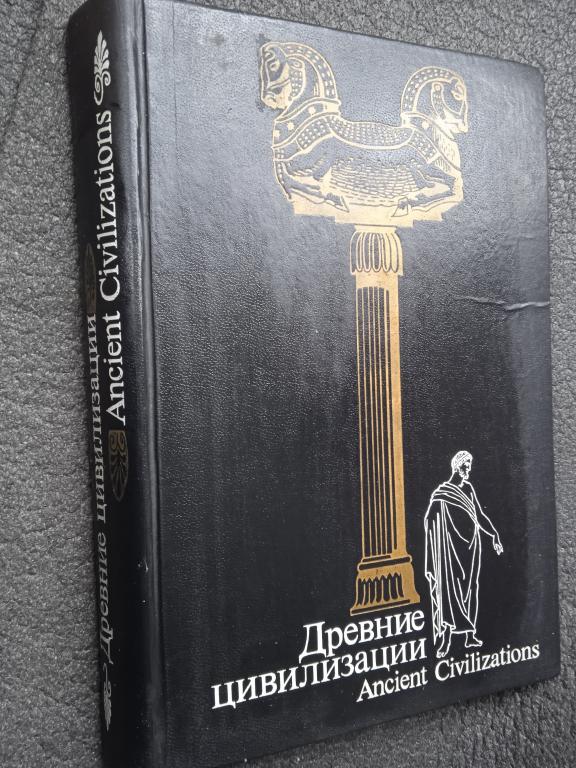 Древние цивилизации
Ancient Civilizations
Древние
цивилизации
Ancient Civilizations